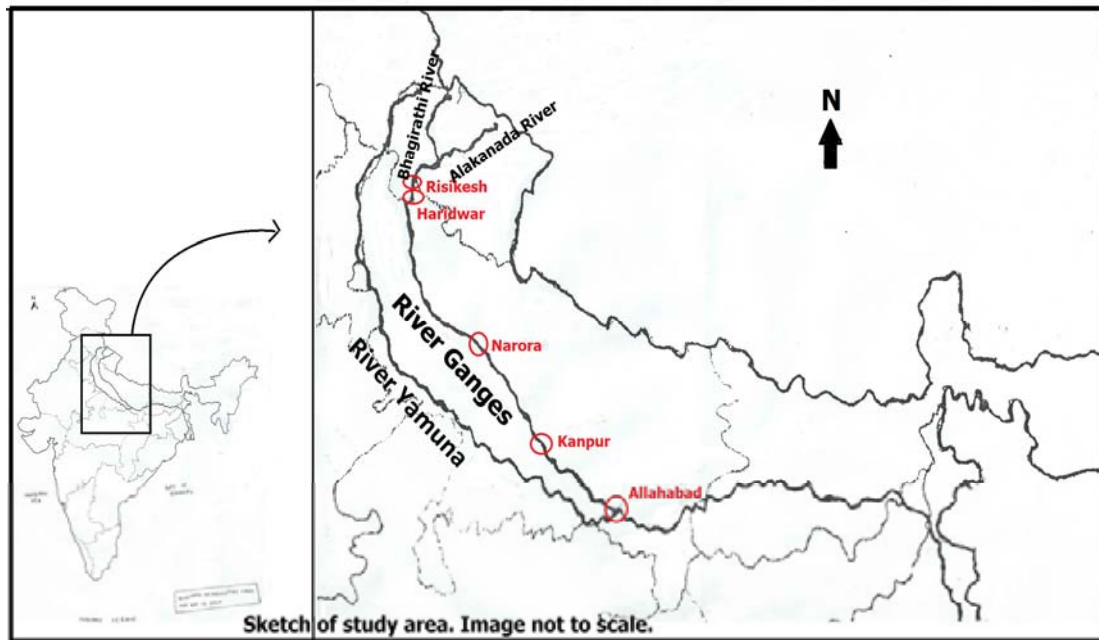 N
Bhagirathi River
Alakanada River
Risikesh
Haridwar
River Ganges
Narora
River Yamuna
Kanpur
Allahabad
N
Sketch of study area. Image not to scale.